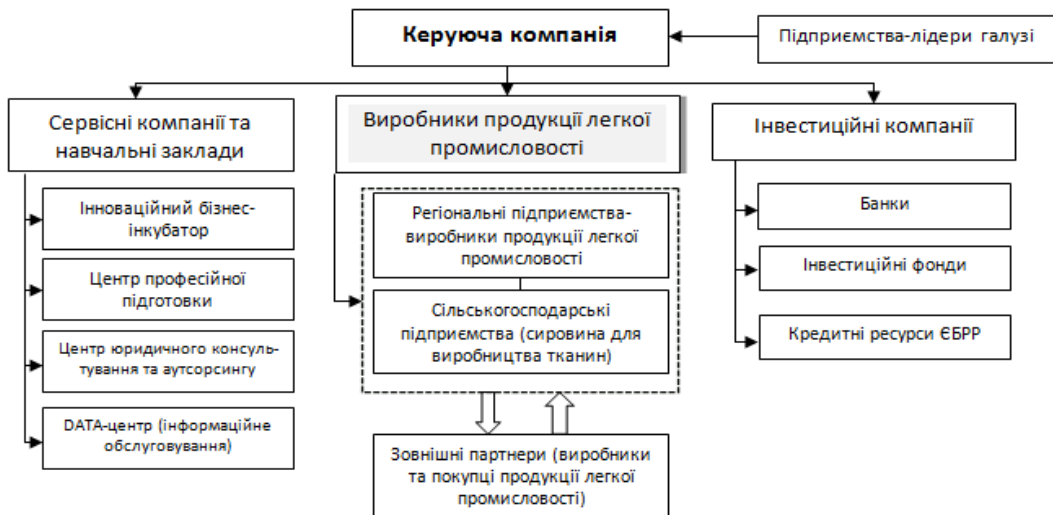 Керуюча компанія
Підприємства-лідери галузі
Сервісні компанії та
навчальні заклади
Інноваційний бізнес-
інкубатор
Центр професійної
підготовки
Центр юридичного консуль-
тування та аутсорсингу
DATA-центр (інформаційне
обслуговування)
Виробники продукції легкої
промисловості
Регіональні підприємства-
виробники продукції легкої
промисловості
Сільськогосподарські
підприємства (сировина для
виробництва тканин)
Зовнішні партнери (виробники
та покупці продукції легкої
промисловості)
Інвестиційні компанії
Банки
Інвестиційні фонди
Кредитні ресурси ЄБРР